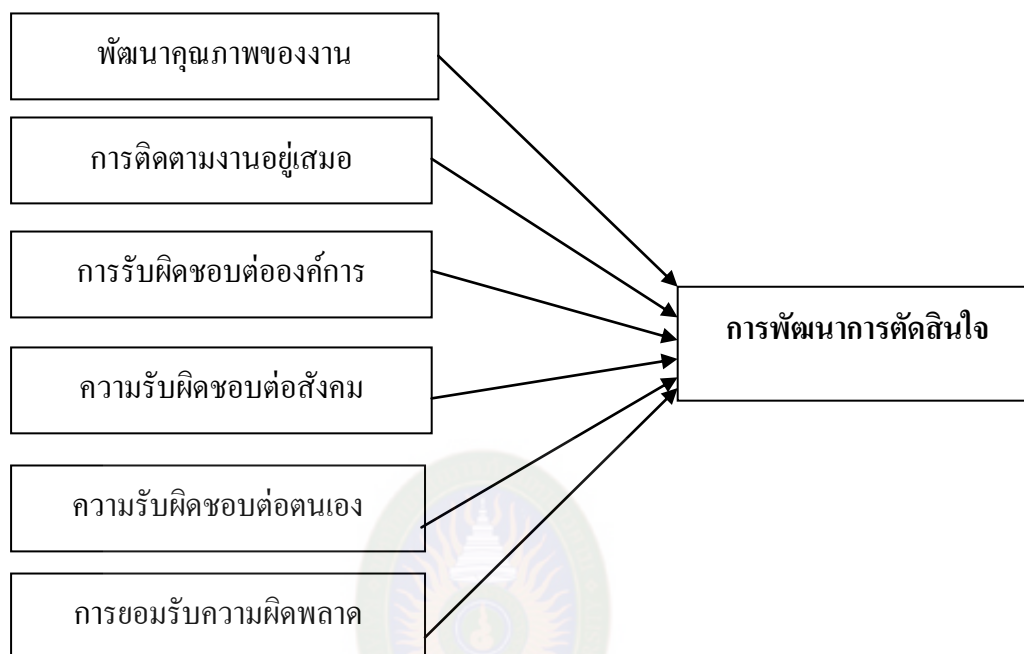 พัฒนาคุณภาพของงาน
การติดตามงานอยู่เสมอ
การรับผิดชอบต่อองค์การ
การพัฒนาการตัดสินใจ
ความรับผิดชอบต่อสังคม
ความรับผิดชอบต่อตนเอง
การยอมรับความผิดพลาด